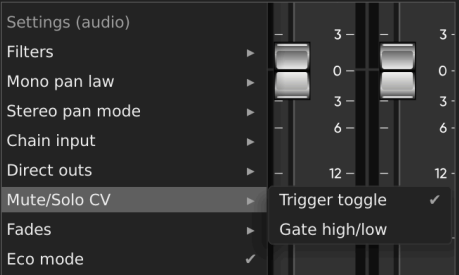 Settings (audio)
Filters
Mono pan law
Stereo pan mode
Chain input
Direct outs
Mute/Solo CV
Fades
Eco mode ✔
Trigger toggle ✔
Gate high/low
3 3
0 0
3 3
6 6
12 12